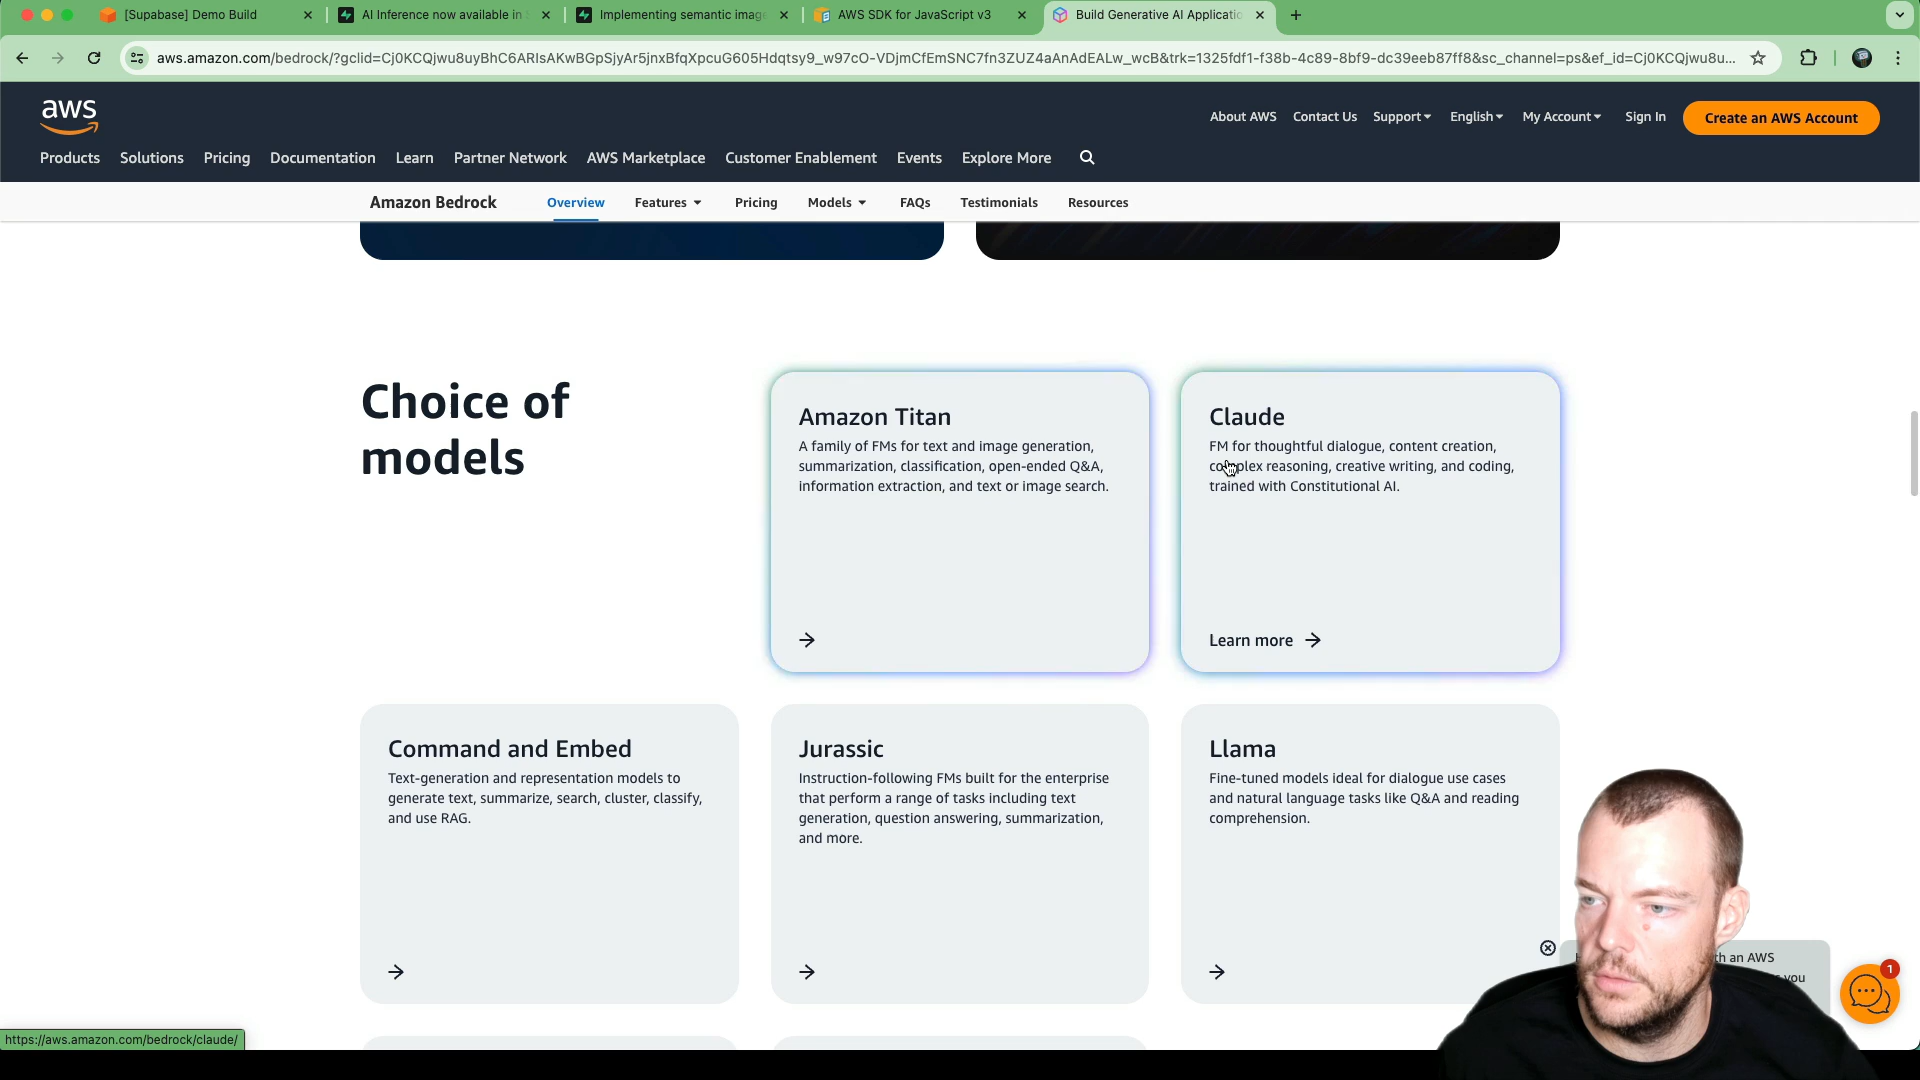 [Supabase] Demo Build
AI Inference now available in
Implementing semantic image
AWS SDK for JavaScript v3
Build Generative AI Applicatio
aws.amazon.com/bedrock/?gclid=Cj0KCQjwu8uyBhC6ARIsAKwBGpSjyAr5jnxBfqXpcuG605Hdqtsy9_w97cO-VDjmCfEmSNC7fn3ZUZ4aAnAdEALw_wcB&trk=1325fdf1-f38b-4c89-8bf9-dc39eeb87ff8&sc_channel=ps&ef_id=Cj0KCQjwu8u...
aws
About AWS Contact Us Support English My Account Sign In Create an AWS Account
Products Solutions Pricing Documentation Learn Partner Network AWS Marketplace Customer Enablement Events Explore More
Amazon Bedrock Overview Features Pricing Models FAQs Testimonials Resources
Choice of
models
Amazon Titan
A family of FMs for text and image generation,
summarization, classification, open-ended Q&A,
information extraction, and text or image search.
Claude
FM for thoughtful dialogue, content creation,
complex reasoning, creative writing, and coding,
trained with Constitutional AI.
Learn more
Command and Embed
Text-generation and representation models to
generate text, summarize, search, cluster, classify,
and use RAG.
Jurassic
Instruction-following FMs built for the enterprise
that perform a range of tasks including text
generation, question answering, summarization,
and more.
Llama
Fine-tuned models ideal for dialogue use cases
and natural language tasks like Q&A and reading
comprehension.
an AWS
you
1
https://aws.amazon.com/bedrock/claude/